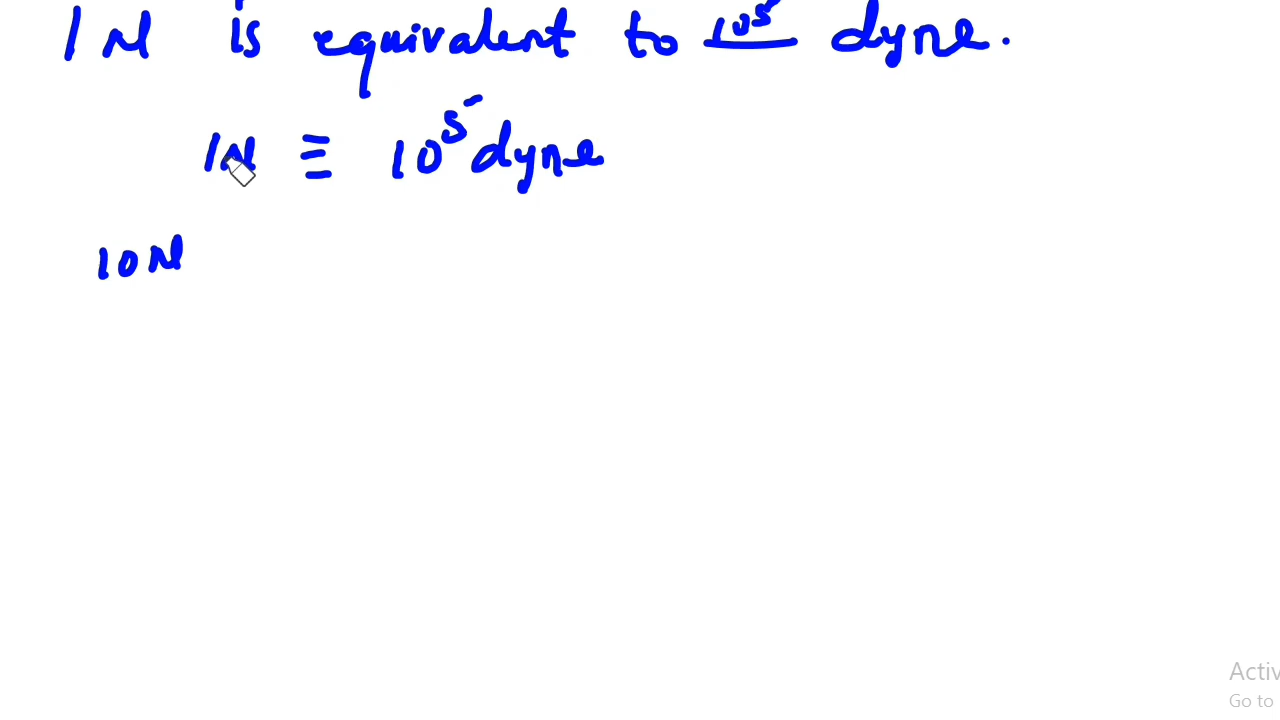 1N is equivalent to 10⁵ dyne.
1N ≡ 10⁵ dyne
10N
Activ
Go to